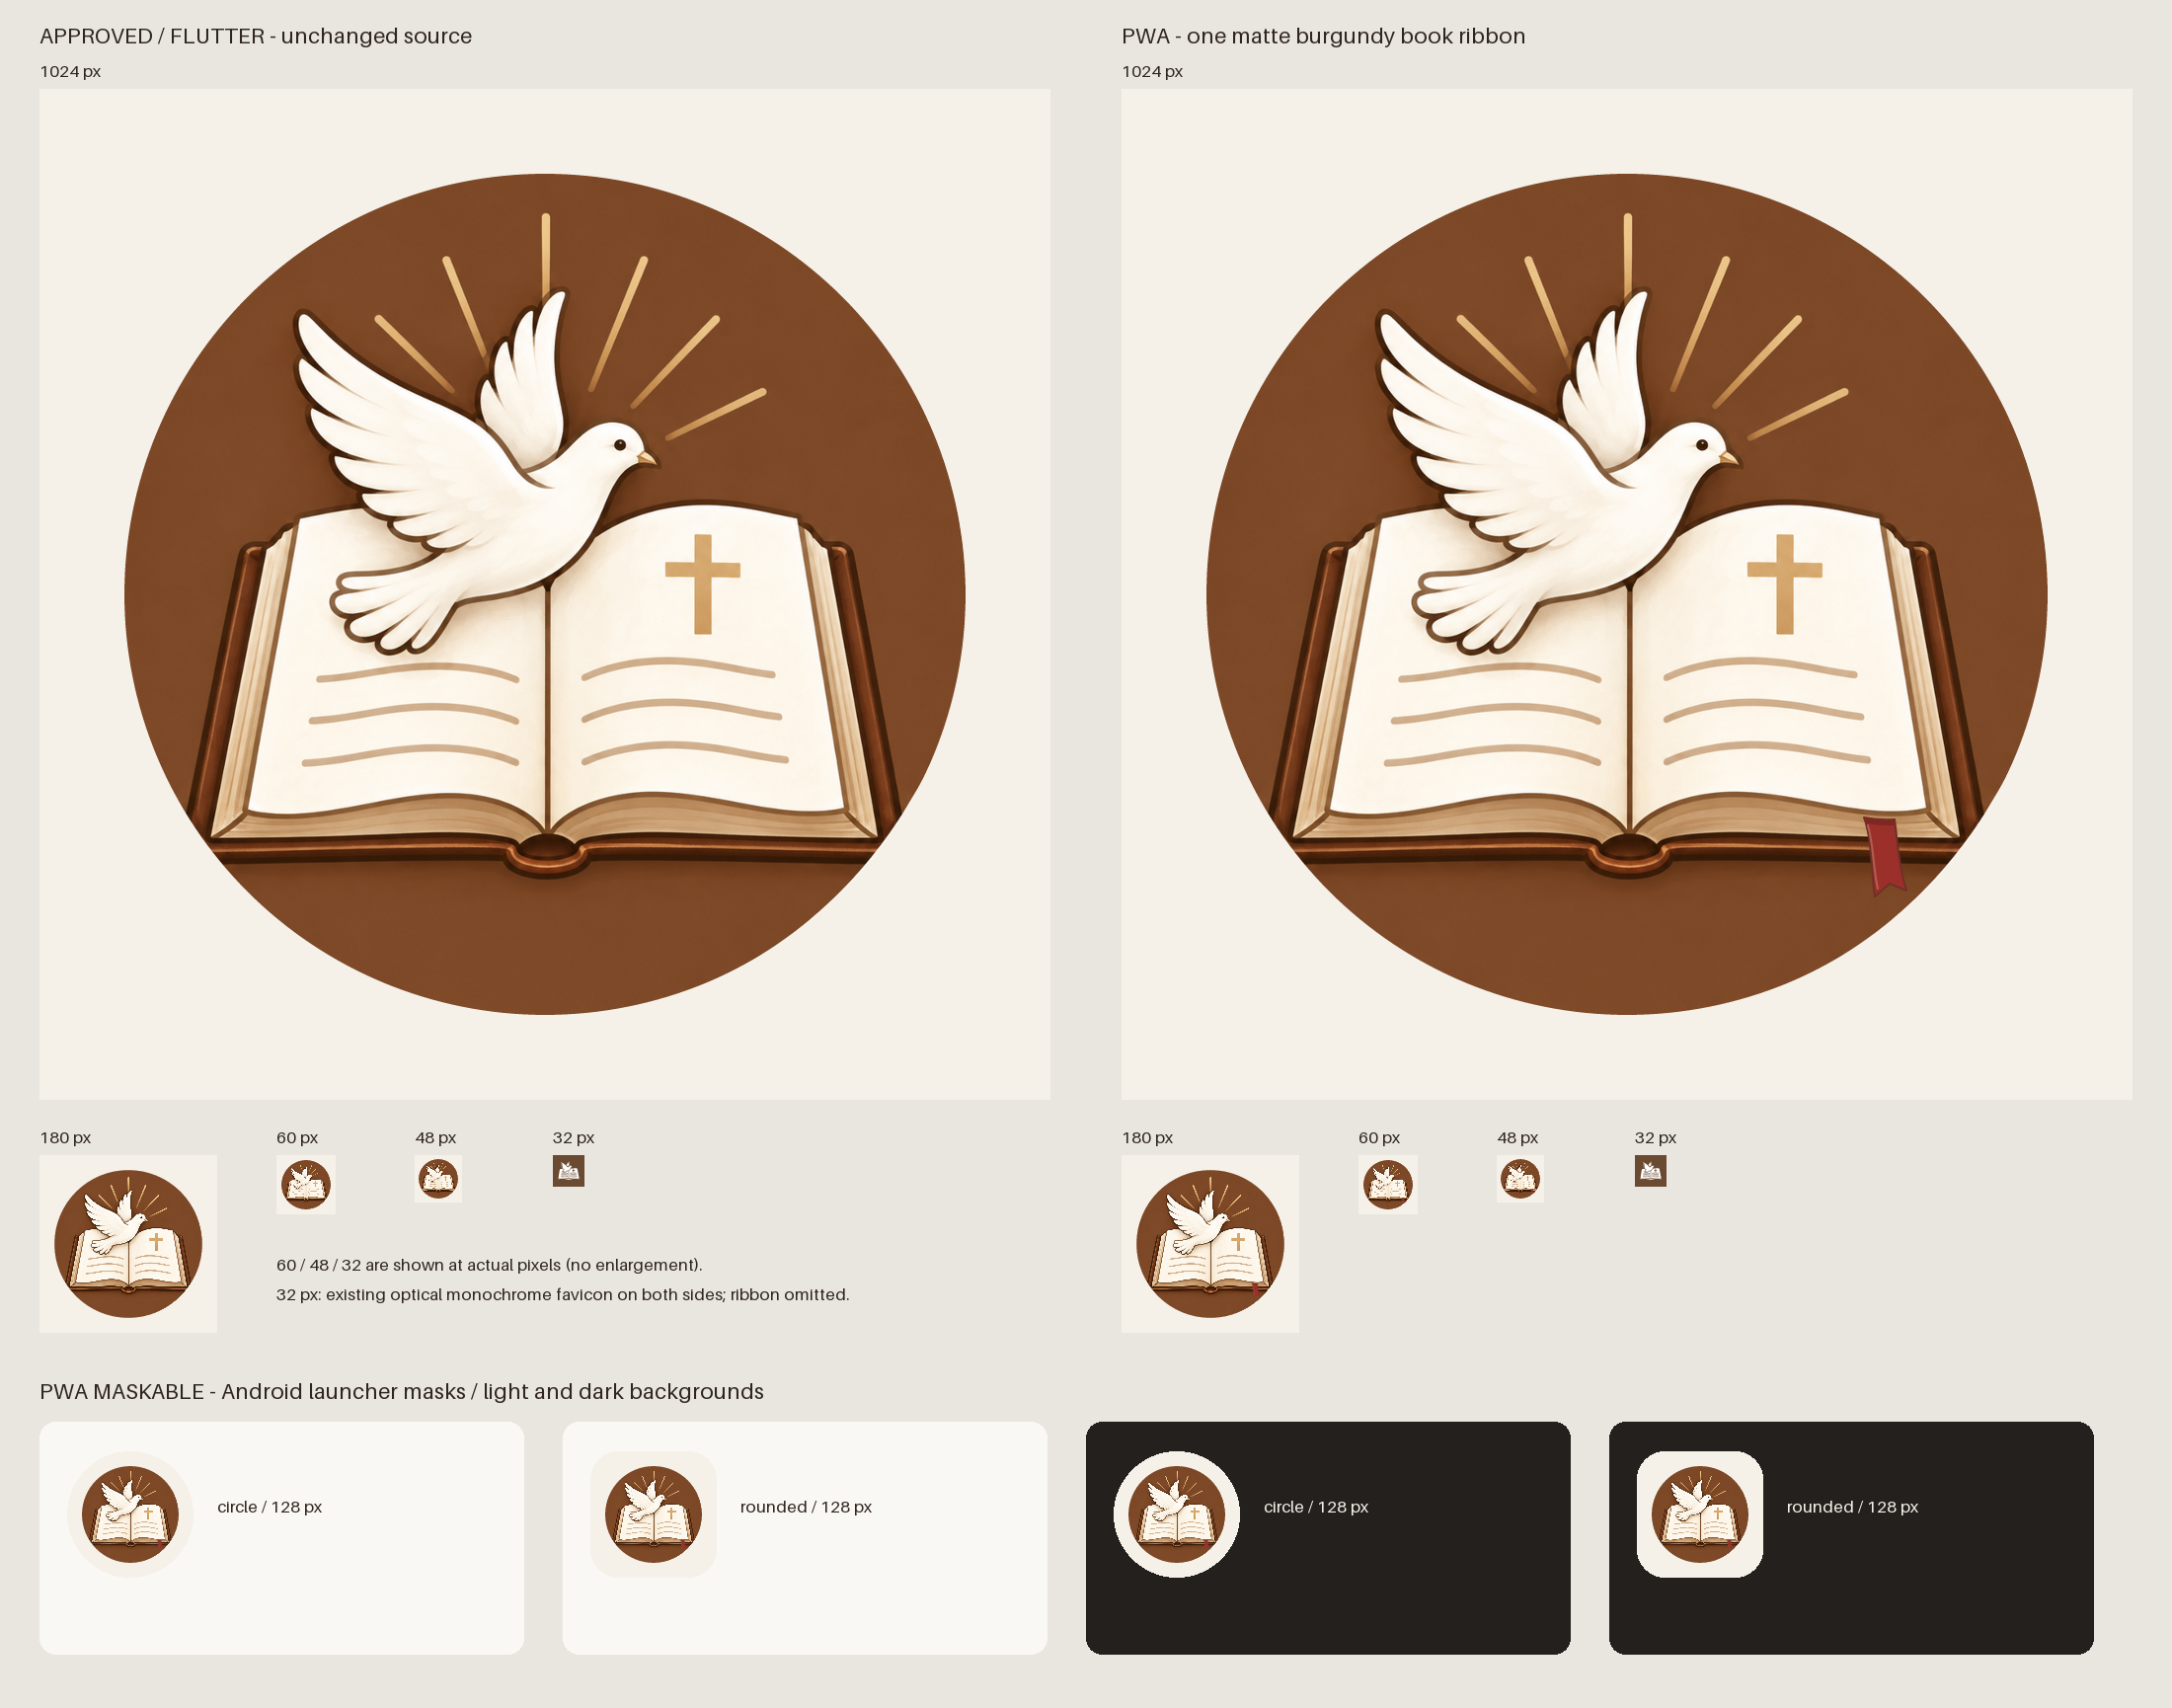 APPROVED / FLUTTER - unchanged source
1024 px
PWA - one matte burgundy book ribbon
1024 px
180 px
60 px
48 px
32 px
60 / 48 / 32 are shown at actual pixels (no enlargement).
32 px: existing optical monochrome favicon on both sides; ribbon omitted.
180 px
60 px
48 px
32 px
PWA MASKABLE - Android launcher masks / light and dark backgrounds
circle / 128 px
rounded / 128 px
circle / 128 px
rounded / 128 px